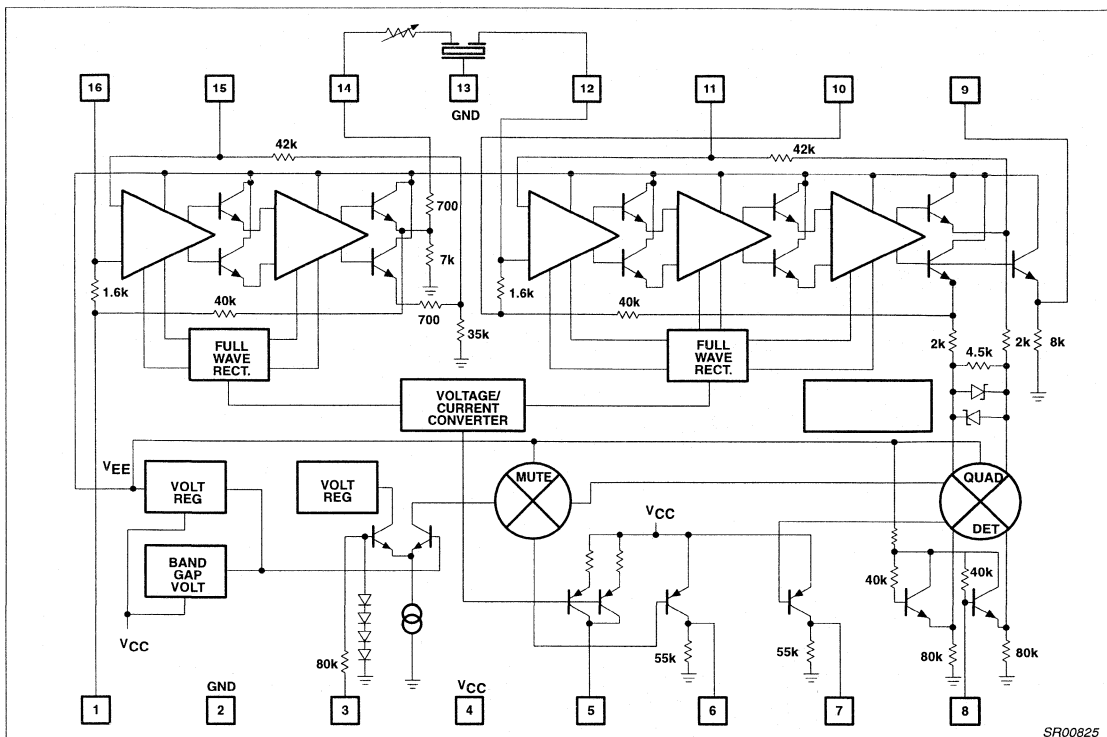 16
15
14
13
GND
12
11
10
9
42k
42k
700
7k
1.6k
40k
700
35k
1.6k
40k
2k
4.5k
2k
8k
FULL
WAVE
RECT.
FULL
WAVE
RECT.
VOLTAGE/
CURRENT
CONVERTER
VEE
VOLT
REG
VOLT
REG
MUTE
QUAD
DET
VCC
BAND
GAP
VOLT
VCC
40k
40k
80k
55k
55k
80k
80k
GND
VCC
1
2
3
4
5
6
7
8
SR00825